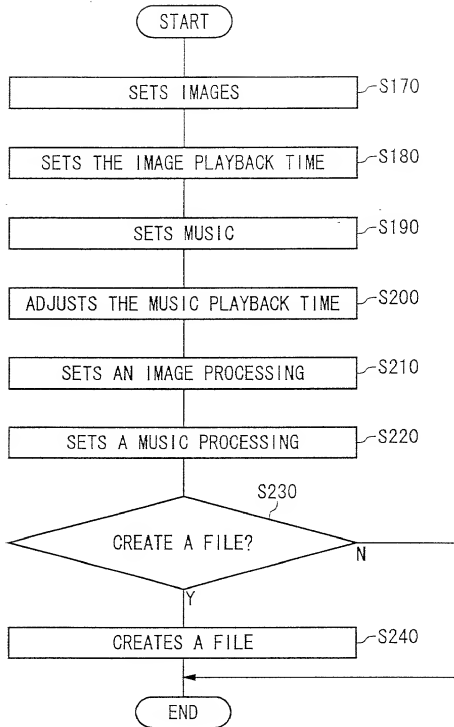 START
SETS IMAGES
S170
SETS THE IMAGE PLAYBACK TIME
S180
SETS MUSIC
S190
ADJUSTS THE MUSIC PLAYBACK TIME
S200
SETS AN IMAGE PROCESSING
S210
SETS A MUSIC PROCESSING
S220
S230
CREATE A FILE?
N
Y
CREATES A FILE
S240
END